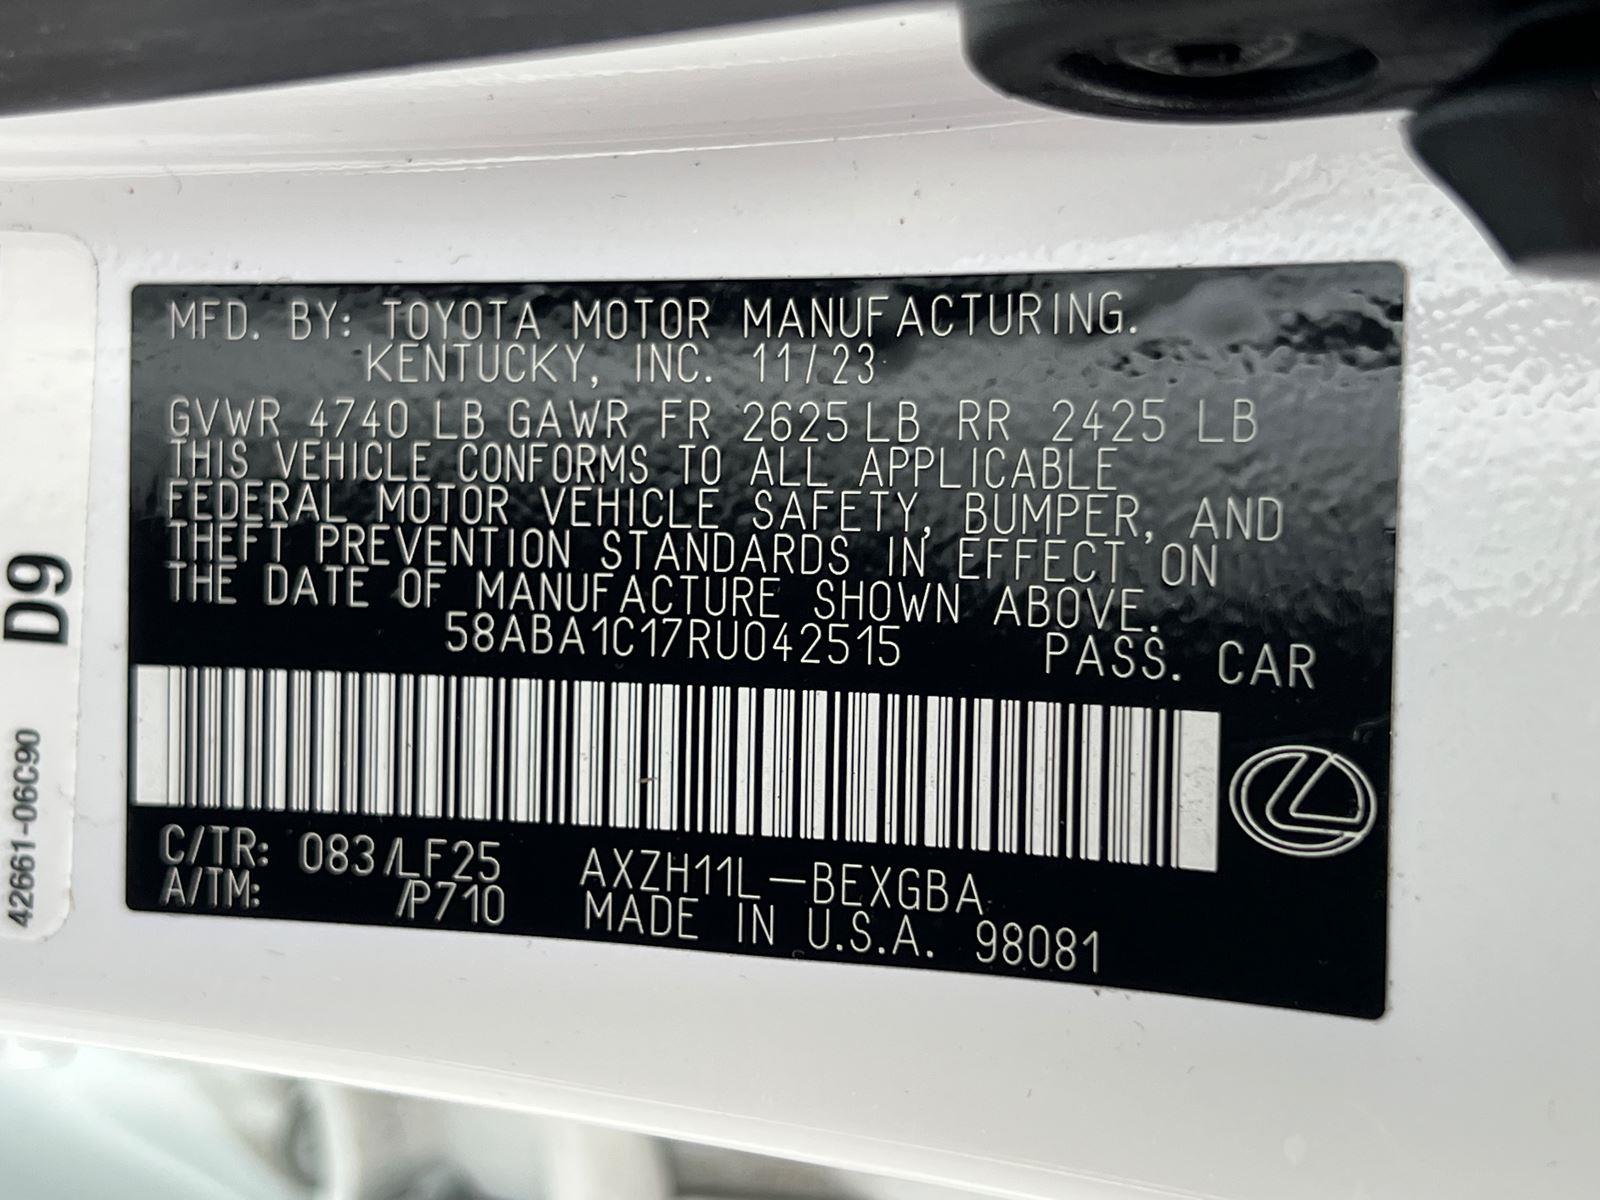 MFD. BY: TOYOTA MOTOR MANUFACTURING.
KENTUCKY, INC. 11/23
GVWR 4740 LB GAWR FR 2625 LB RR 2425 LB
THIS VEHICLE CONFORMS TO ALL APPLICABLE
FEDERAL MOTOR VEHICLE SAFETY, BUMPER, AND
THEFT PREVENTION STANDARDS IN EFFECT ON
THE DATE OF MANUFACTURE SHOWN ABOVE.
58ABA1C17RU042515 PASS. CAR
C/TR: 083/LF25 AXZH11L-BEXGBA
A/TM: /P710 MADE IN U.S.A. 98081
D9
42661-06C90